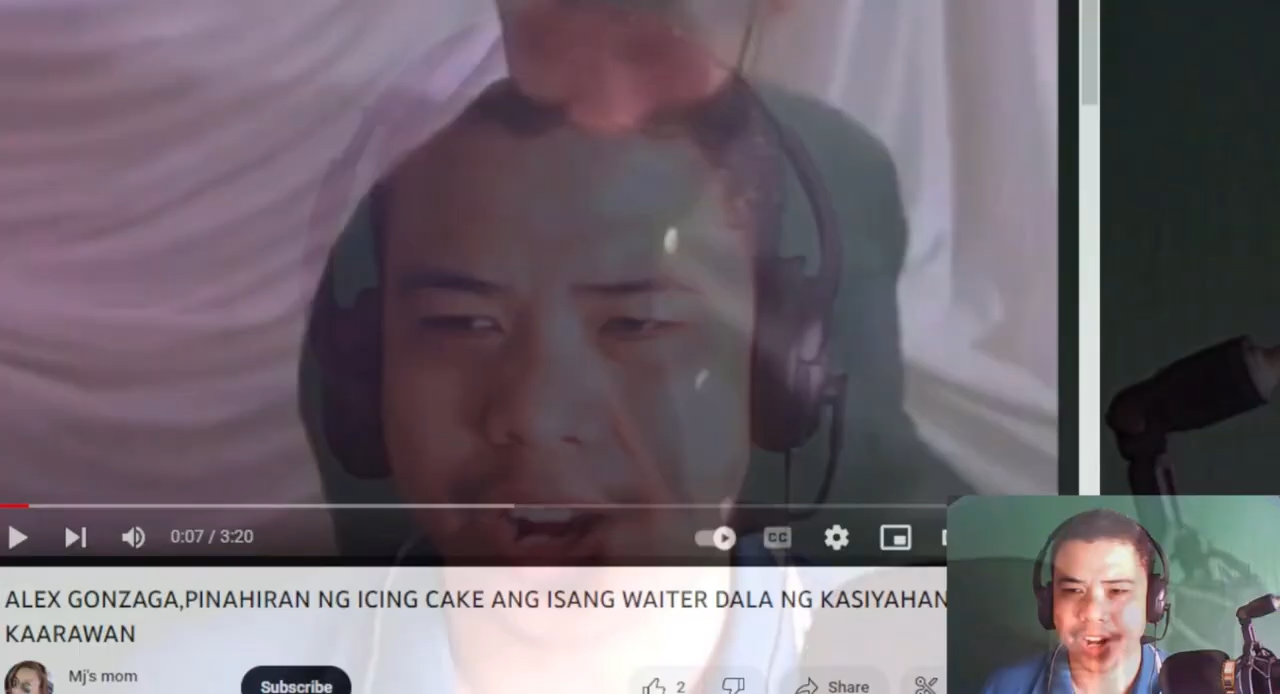 0:07 / 3:20
CC
ALEX GONZAGA,PINAHIRAN NG ICING CAKE ANG ISANG WAITER DALA NG KASIYAHAN
KAARAWAN
Mj's mom
Subscribe
2
Share